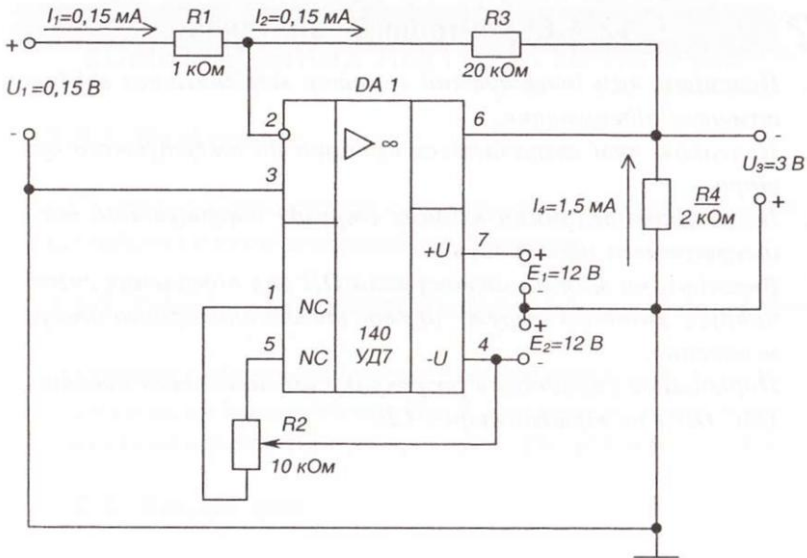 I₁=0,15 мА
R1
I₂=0,15 мА
R3
+
1 кОм
20 кОм
DA 1
U₁=0,15 В
-
2
▷ ∞
6
-
3
U₃=3 В
I₄=1,5 мА
R4
2 кОм
+
+U
7
+
E₁=12 В
-
1
NC
+
E₂=12 В
5
NC
140
УД7
-U
4
-
R2
10 кОм